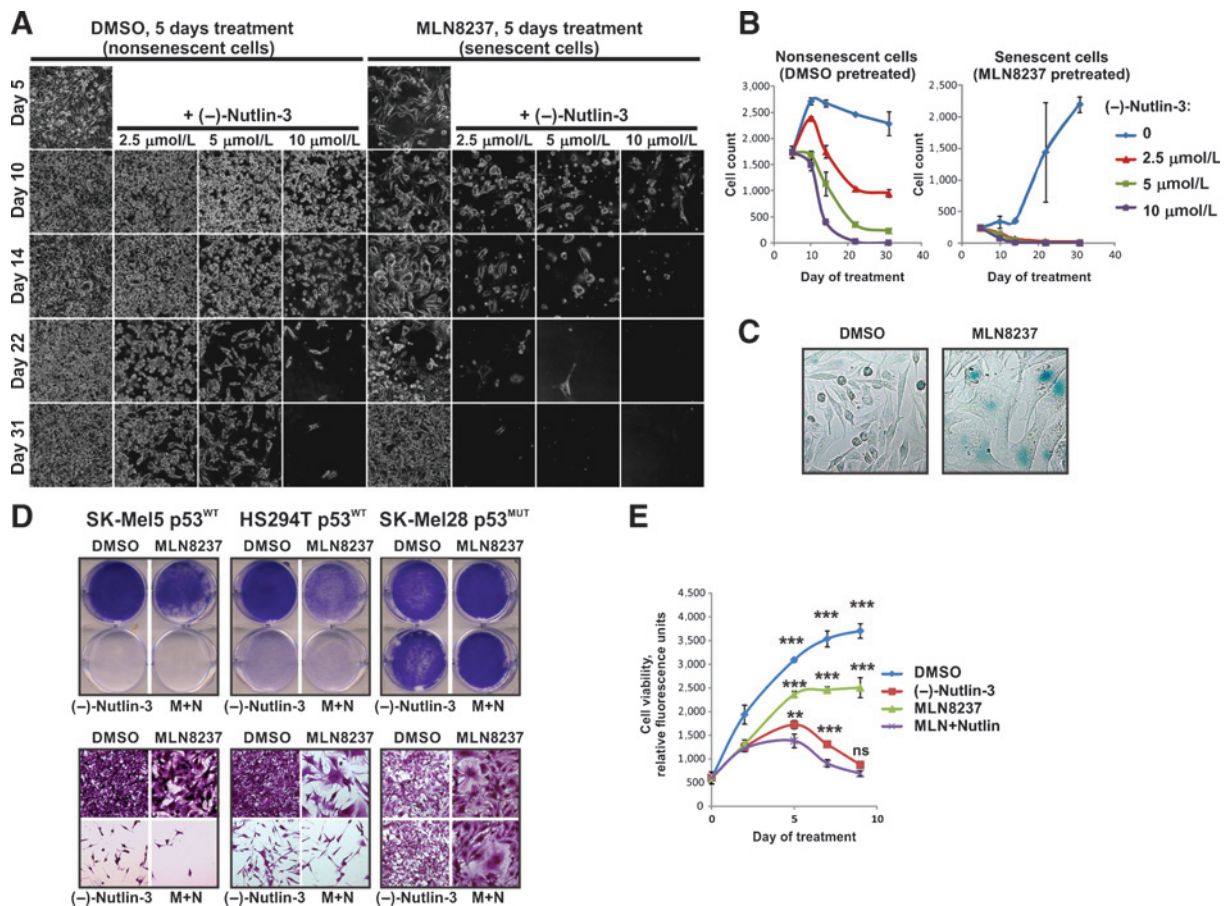 A
DMSO, 5 days treatment
(nonsenescent cells)
MLN8237, 5 days treatment
(senescent cells)
Day 5
+ (–)-Nutlin-3
2.5 µmol/L 5 µmol/L 10 µmol/L
+ (–)-Nutlin-3
2.5 µmol/L 5 µmol/L 10 µmol/L
Day 10
Day 14
Day 22
Day 31
B
Nonsenescent cells
(DMSO pretreated)
Cell count
3,000
2,500
2,000
1,500
1,000
500
0
0 10 20 30 40
Day of treatment
Senescent cells
(MLN8237 pretreated)
Cell count
2,500
2,000
1,500
1,000
500
0
0 10 20 30 40
Day of treatment
(–)-Nutlin-3:
0
2.5 µmol/L
5 µmol/L
10 µmol/L
C
DMSO
MLN8237
D
SK-Mel5 p53WT
HS294T p53WT
SK-Mel28 p53MUT
DMSO MLN8237
DMSO MLN8237
DMSO MLN8237
(–)-Nutlin-3 M+N
(–)-Nutlin-3 M+N
(–)-Nutlin-3 M+N
DMSO MLN8237
DMSO MLN8237
DMSO MLN8237
(–)-Nutlin-3 M+N
(–)-Nutlin-3 M+N
(–)-Nutlin-3 M+N
E
Cell viability,
relative fluorescence units
4,500
4,000
3,500
3,000
2,500
2,000
1,500
1,000
500
0
0 5 10
Day of treatment
*** *** ***
*** *** ***
** *** ns
DMSO
(–)-Nutlin-3
MLN8237
MLN+Nutlin